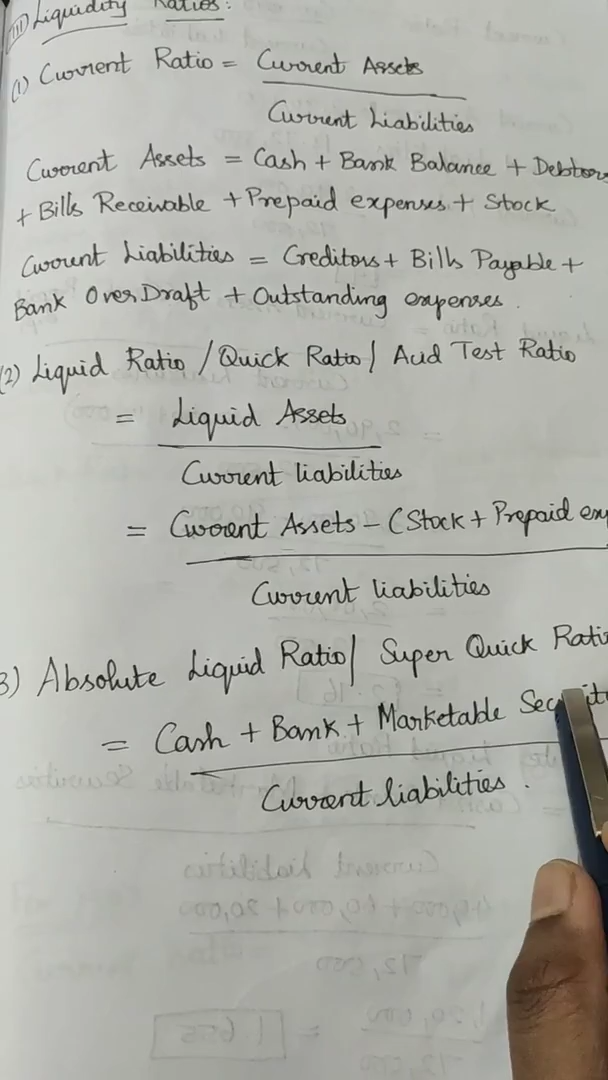 III) Liquidity Ratios:
(1) Current Ratio = Current Assets
Current Liabilities
Current Assets = Cash + Bank Balance + Debtors
+ Bills Receivable + Prepaid expenses + Stock
Current Liabilities = Creditors + Bills Payable +
Bank OverDraft + Outstanding expenses.
(2) Liquid Ratio / Quick Ratio / Acid Test Ratio
= Liquid Assets
Current liabilities
= Current Assets - (Stock + Prepaid exp
Current liabilities
3) Absolute Liquid Ratio / Super Quick Ratio
= Cash + Bank + Marketable
Current liabilities.